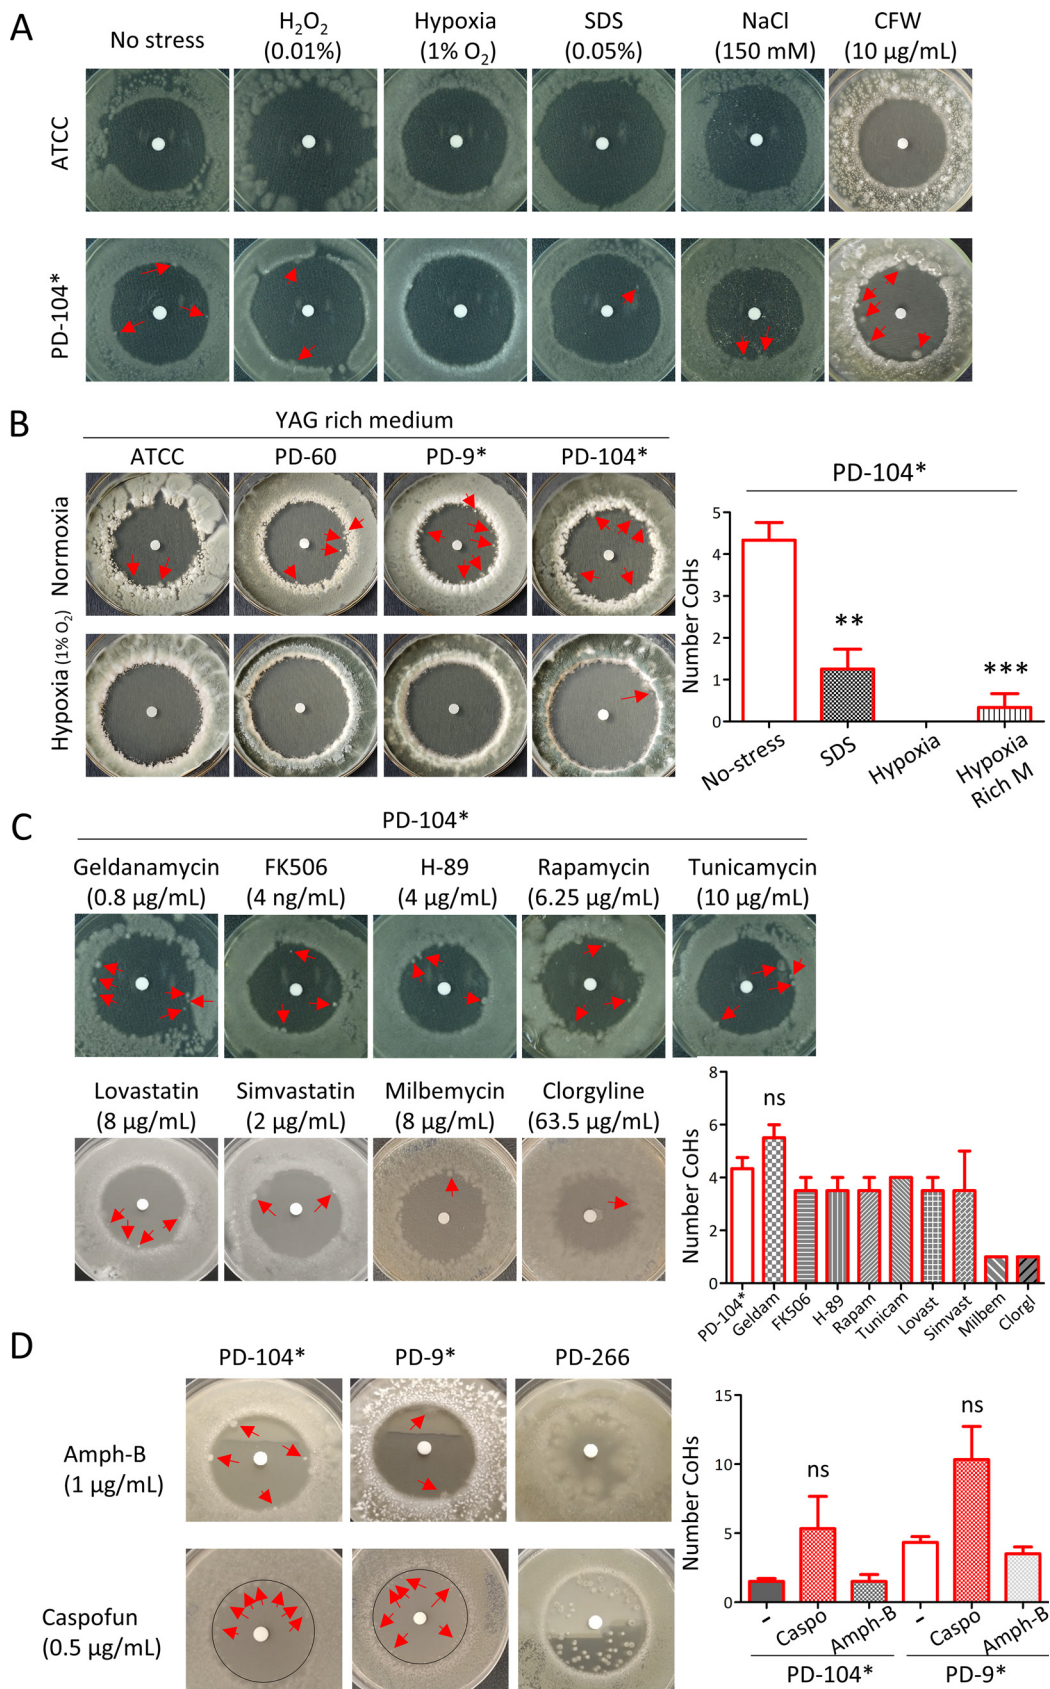 A
No stress
H₂O₂
(0.01%)
Hypoxia
(1% O₂)
SDS
(0.05%)
NaCl
(150 mM)
CFW
(10 µg/mL)
ATCC
PD-104*
B
YAG rich medium
ATCC
PD-60
PD-9*
PD-104*
Normoxia
Hypoxia (1% O₂)
PD-104*
Number CoHs
5
4
3
2
1
0
**
***
No-stress
SDS
Hypoxia
Hypoxia
Rich M
C
PD-104*
Geldanamycin
(0.8 µg/mL)
FK506
(4 ng/mL)
H-89
(4 µg/mL)
Rapamycin
(6.25 µg/mL)
Tunicamycin
(10 µg/mL)
Lovastatin
(8 µg/mL)
Simvastatin
(2 µg/mL)
Milbemycin
(8 µg/mL)
Clorgyline
(63.5 µg/mL)
Number CoHs
8
6
4
2
0
ns
PD-104*
Geldam
FK506
H-89
Rapam
Tunicam
Lovast
Simvast
Milbem
Clorgl
D
PD-104*
PD-9*
PD-266
Amph-B
(1 µg/mL)
Caspofun
(0.5 µg/mL)
Number CoHs
15
10
5
0
ns
ns
-
Caspo
Amph-B
-
Caspo
Amph-B
PD-104*
PD-9*